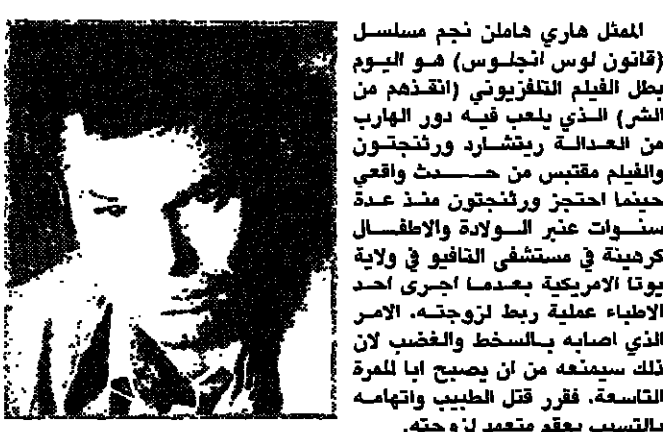 الممثل هاري هاملن نجم مسلسل
(قانون لوس انجلوس) هو اليوم
بطل الفيلم التلفزيوني (انقذهم من
الشر) الذي يلعب فيه دور الهارب
من العدالة ريتشارد ورثنجتون
والفيلم مقتبس من حدث واقعي
حينما احتجز ورثنجتون منذ عدة
سنوات عنبر الولادة والاطفال
كرهينة في مستشفى التافيو في ولاية
يوتا الامريكية بعدما اجرى احد
الاطباء عملية ربط لزوجته. الامر
الذي اصابه بالسخط والغضب لان
ذلك سيمنعه من ان يصبح ابا للمرة
التاسعة. فقرر قتل الطبيب واتهامه
بالتسبب بعقم متعمد لزوجته.